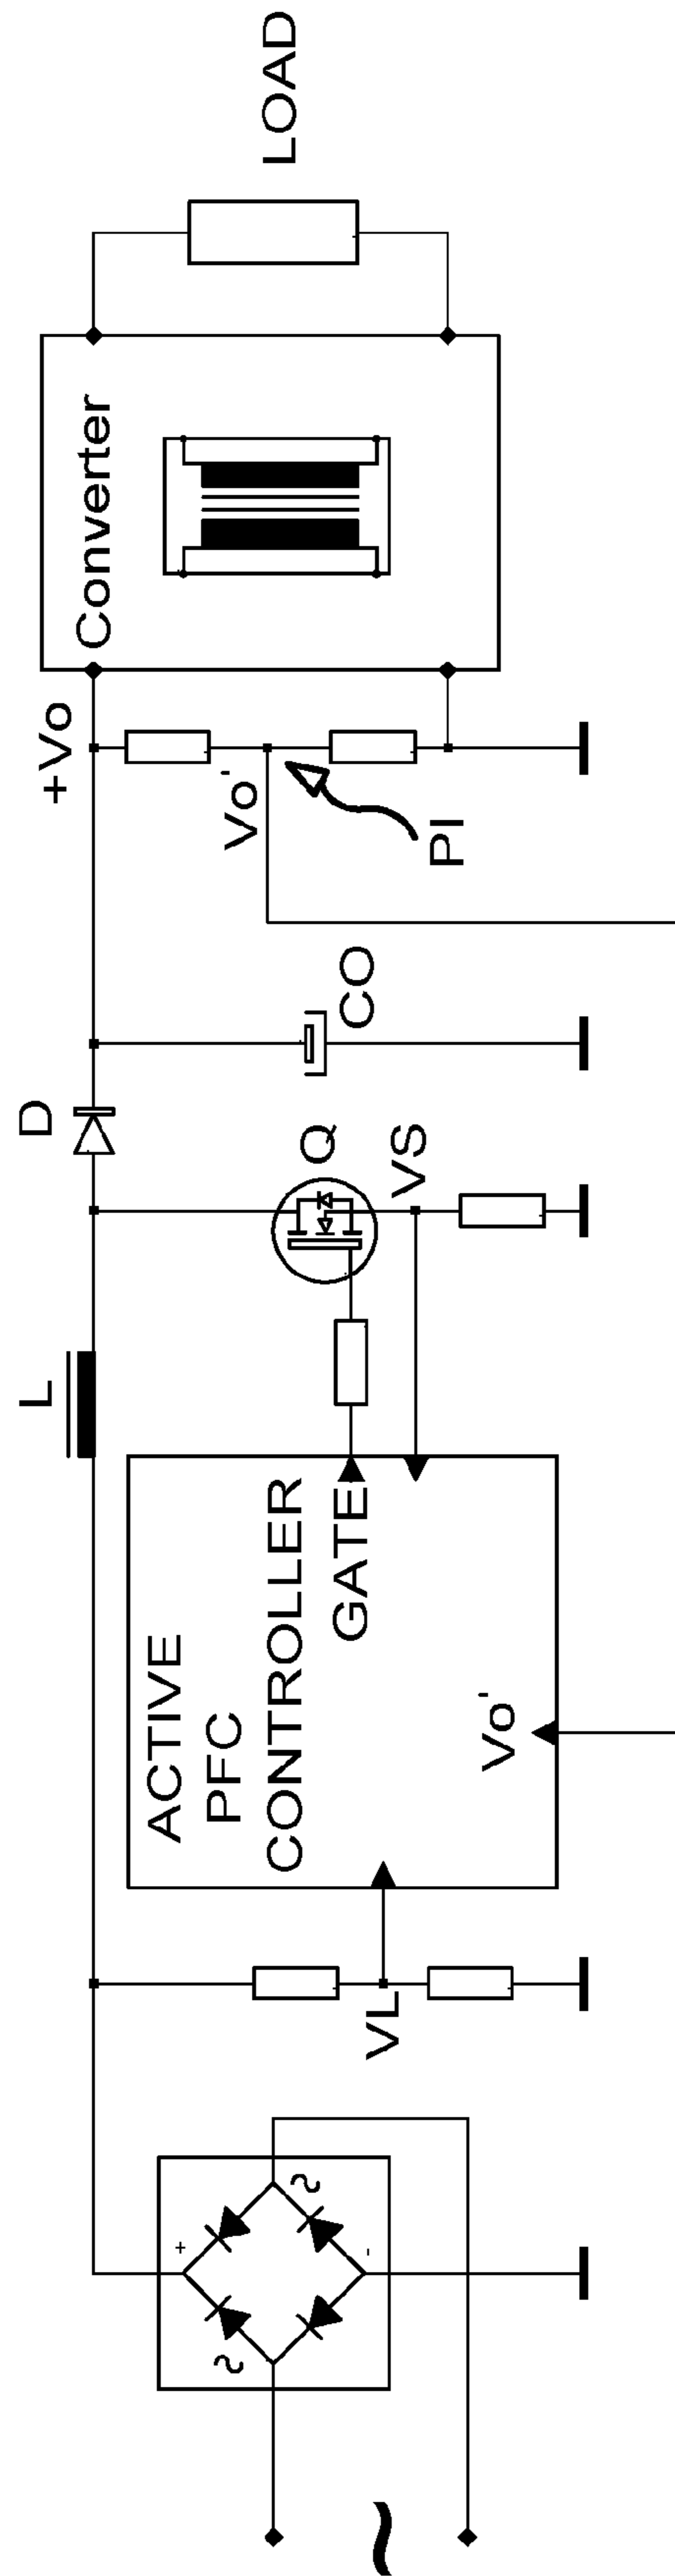 ~
+
-
~
~
VL
ACTIVE
PFC
CONTROLLER
GATE
Vo'
L
D
Q
VS
CO
+Vo
Vo'
PI
Converter
LOAD